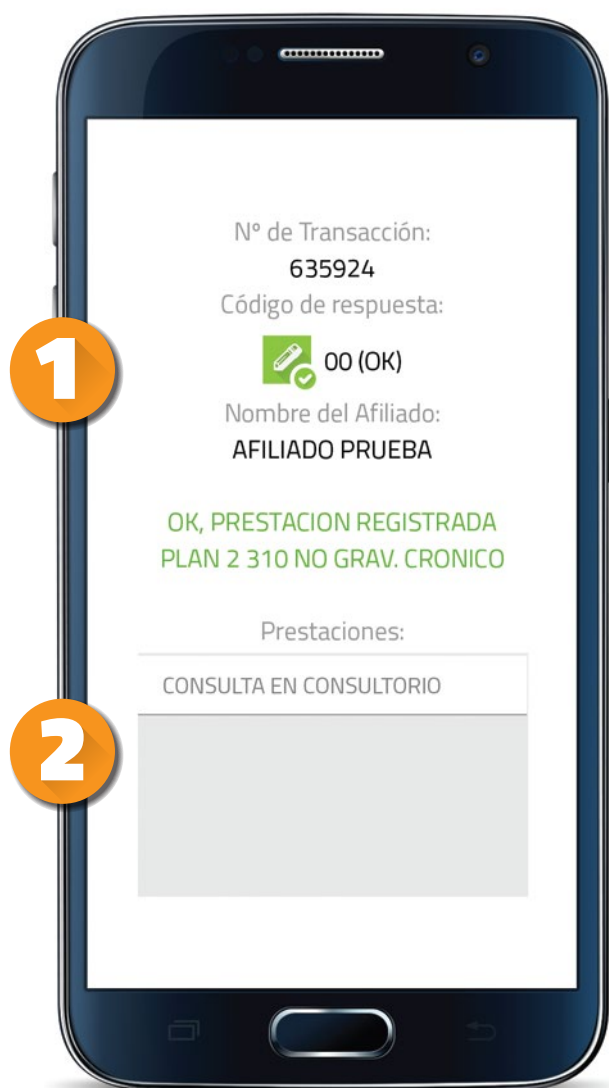 Nº de Transacción:
635924
Código de respuesta:
1
00 (OK)
Nombre del Afiliado:
AFILIADO PRUEBA
OK, PRESTACION REGISTRADA
PLAN 2 310 NO GRAV. CRONICO
Prestaciones:
CONSULTA EN CONSULTORIO
2